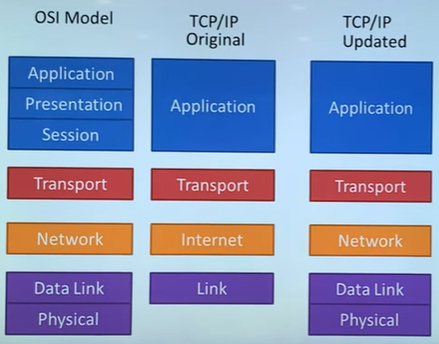 OSI Model
TCP/IP
Original
TCP/IP
Updated
Application
Presentation
Session
Application
Application
Transport
Transport
Transport
Network
Internet
Network
Data Link
Physical
Link
Data Link
Physical